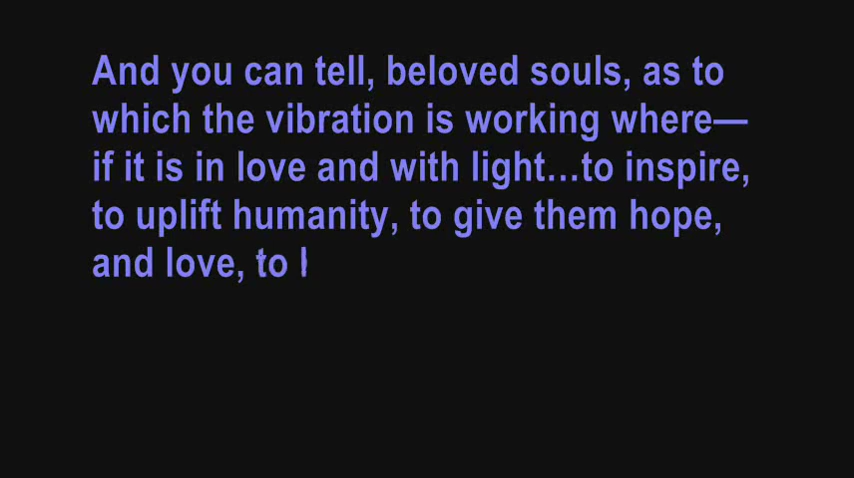 And you can tell, beloved souls, as to
which the vibration is working where—
if it is in love and with light...to inspire,
to uplift humanity, to give them hope,
and love, to